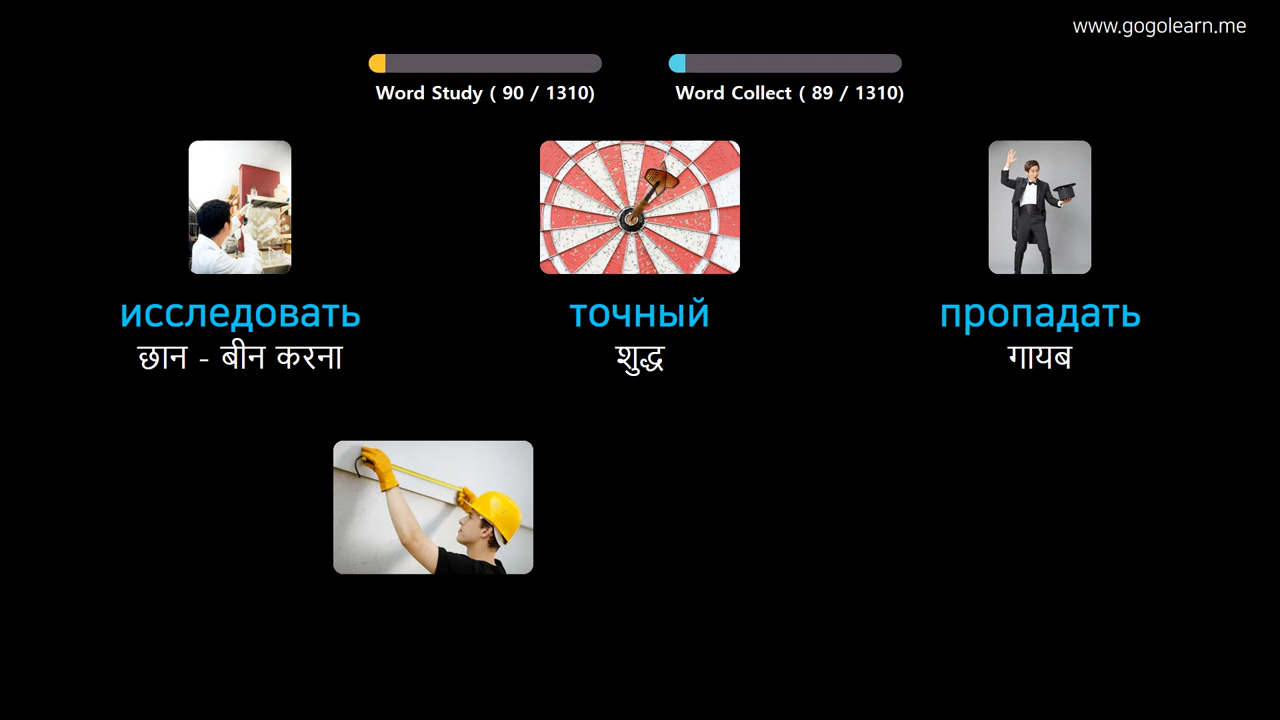 www.gogolearn.me
Word Study ( 90 / 1310)
Word Collect ( 89 / 1310)
исследовать
छान - बीन करना
точный
शुद्ध
пропадать
गायब